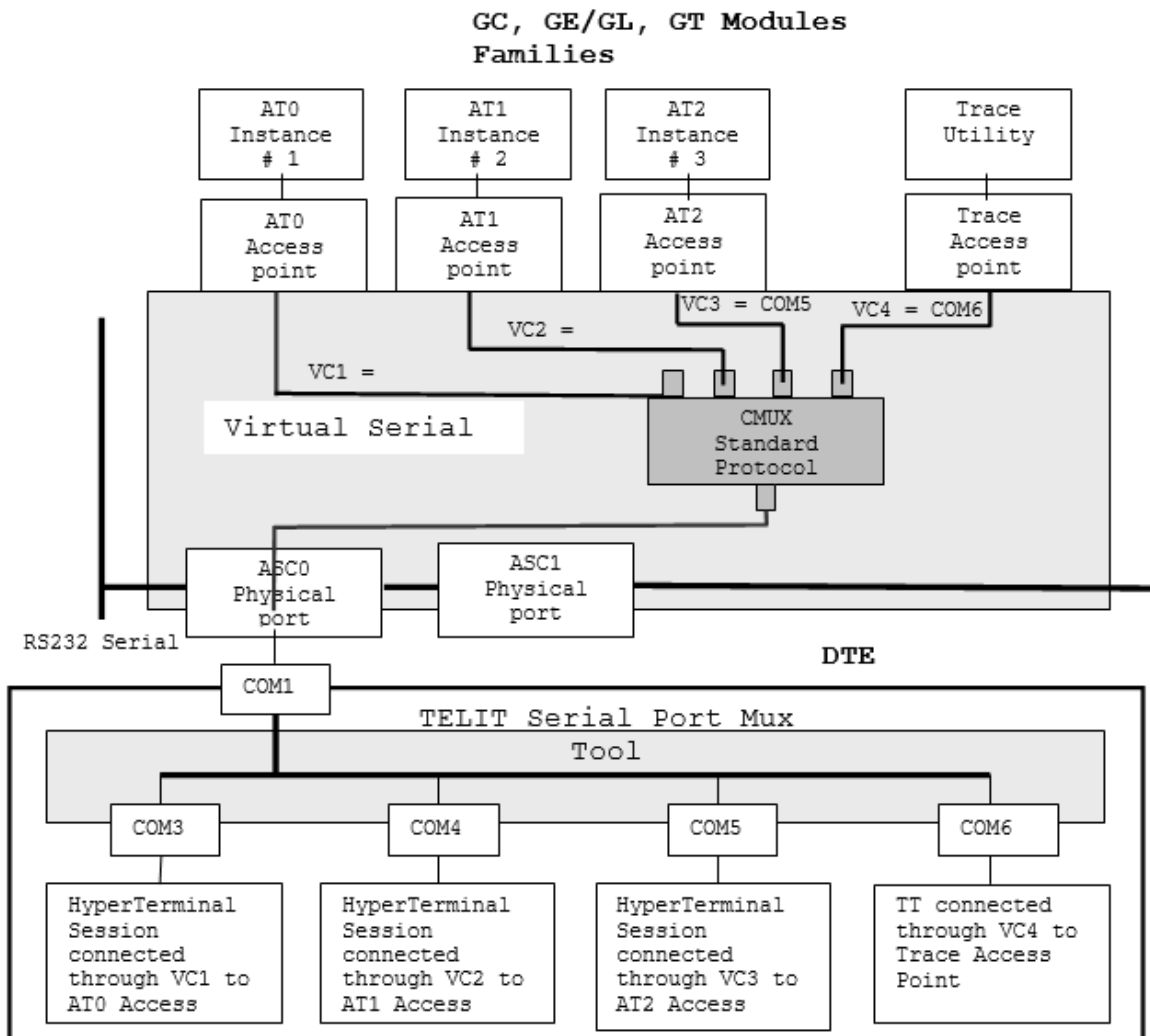 GC, GE/GL, GT Modules
Families
AT0
Instance
# 1
AT1
Instance
# 2
AT2
Instance
# 3
Trace
Utility
AT0
Access
point
AT1
Access
point
AT2
Access
point
Trace
Access
point
VC3 = COM5
VC4 = COM6
VC2 =
VC1 =
Virtual Serial
CMUX
Standard
Protocol
ASC0
Physical
port
ASC1
Physical
port
RS232 Serial
DTE
COM1
TELIT Serial Port Mux
Tool
COM3
COM4
COM5
COM6
HyperTerminal
Session
connected
through VC1 to
AT0 Access
HyperTerminal
Session
connected
through VC2 to
AT1 Access
HyperTerminal
Session
connected
through VC3 to
AT2 Access
TT connected
through VC4 to
Trace Access
Point